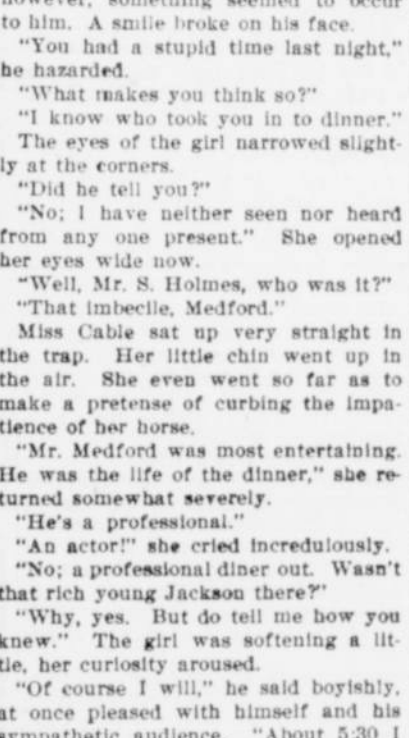 however, something seemed to occur
to him. A smile broke on his face.
"You had a stupid time last night,"
he hazarded.
"What makes you think so?"
"I know who took you in to dinner."
The eyes of the girl narrowed slight-
ly at the corners.
"Did he tell you?"
"No; I have neither seen nor heard
from any one present." She opened
her eyes wide now.
"Well, Mr. S. Holmes, who was it?"
"That imbecile, Medford."
Miss Cable sat up very straight in
the trap. Her little chin went up in
the air. She even went so far as to
make a pretense of curbing the impa-
tience of her horse.
"Mr. Medford was most entertaining.
He was the life of the dinner," she re-
turned somewhat severely.
"He's a professional."
"An actor!" she cried incredulously.
"No; a professional diner out. Wasn't
that rich young Jackson there?"
"Why, yes. But do tell me how you
knew." The girl was softening a lit-
tle, her curiosity aroused.
"Of course I will," he said boyishly,
at once pleased with himself and his
sympathetic audience. "About 5:30 I